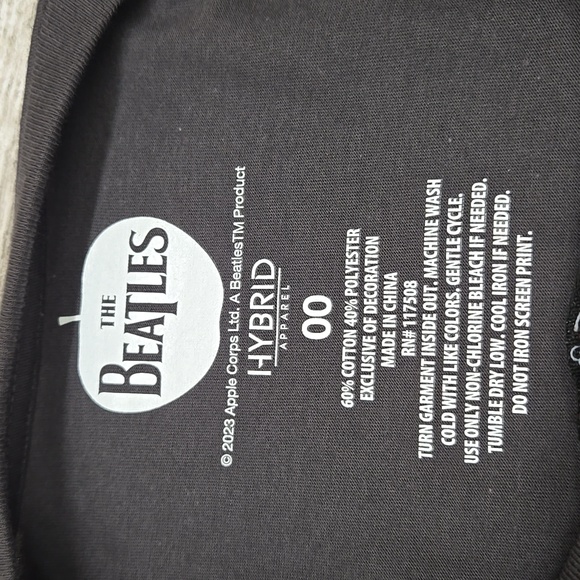 THE
BEATLES
© 2023 Apple Corps Ltd. A BeatlesTM Product
HYBRID
APPAREL
00
60% COTTON 40% POLYESTER
EXCLUSIVE OF DECORATION
MADE IN CHINA
RN# 117508
TURN GARMENT INSIDE OUT. MACHINE WASH
COLD WITH LIKE COLORS. GENTLE CYCLE.
USE ONLY NON-CHLORINE BLEACH IF NEEDED.
TUMBLE DRY LOW. COOL IRON IF NEEDED.
DO NOT IRON SCREEN PRINT.